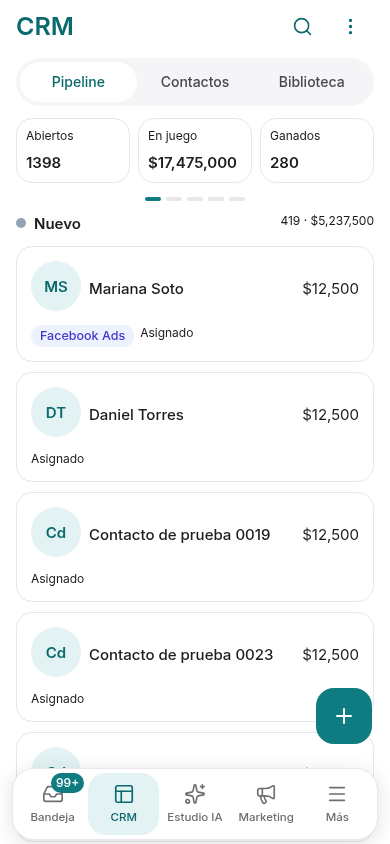 CRM
Pipeline
Contactos
Biblioteca
Abiertos
1398
En juego
$17,475,000
Ganados
280
Nuevo
419 · $5,237,500
MS
Mariana Soto
$12,500
Facebook Ads
Asignado
DT
Daniel Torres
$12,500
Asignado
Cd
Contacto de prueba 0019
$12,500
Asignado
Cd
Contacto de prueba 0023
$12,500
Asignado
99+
Bandeja
CRM
Estudio IA
Marketing
Más